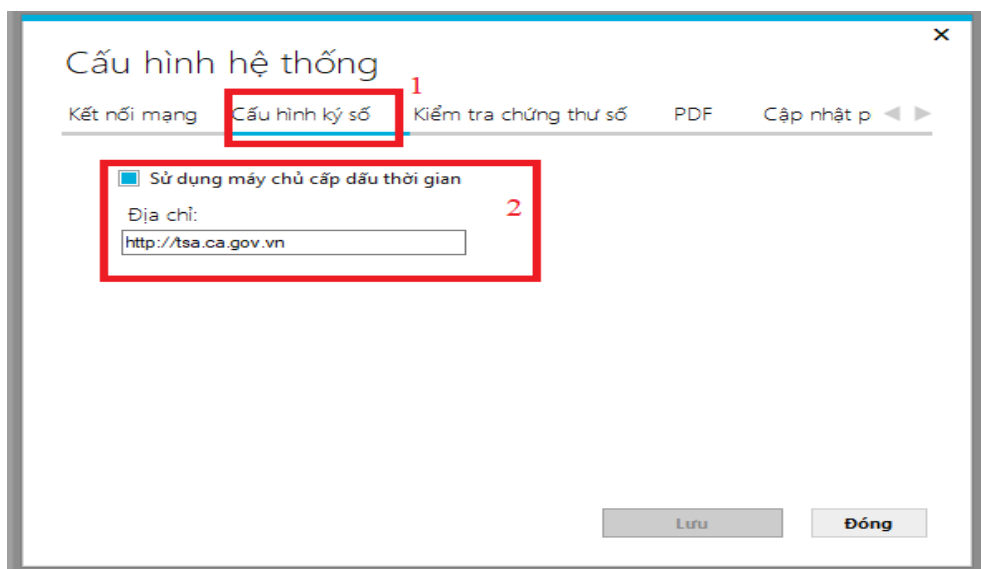 ×
Cấu hình hệ thống
1
Kết nối mạng Cấu hình ký số Kiểm tra chứng thư số PDF Cập nhật p
Sử dụng máy chủ cấp dấu thời gian
2
Địa chỉ:
http://tsa.ca.gov.vn
Lưu Đóng